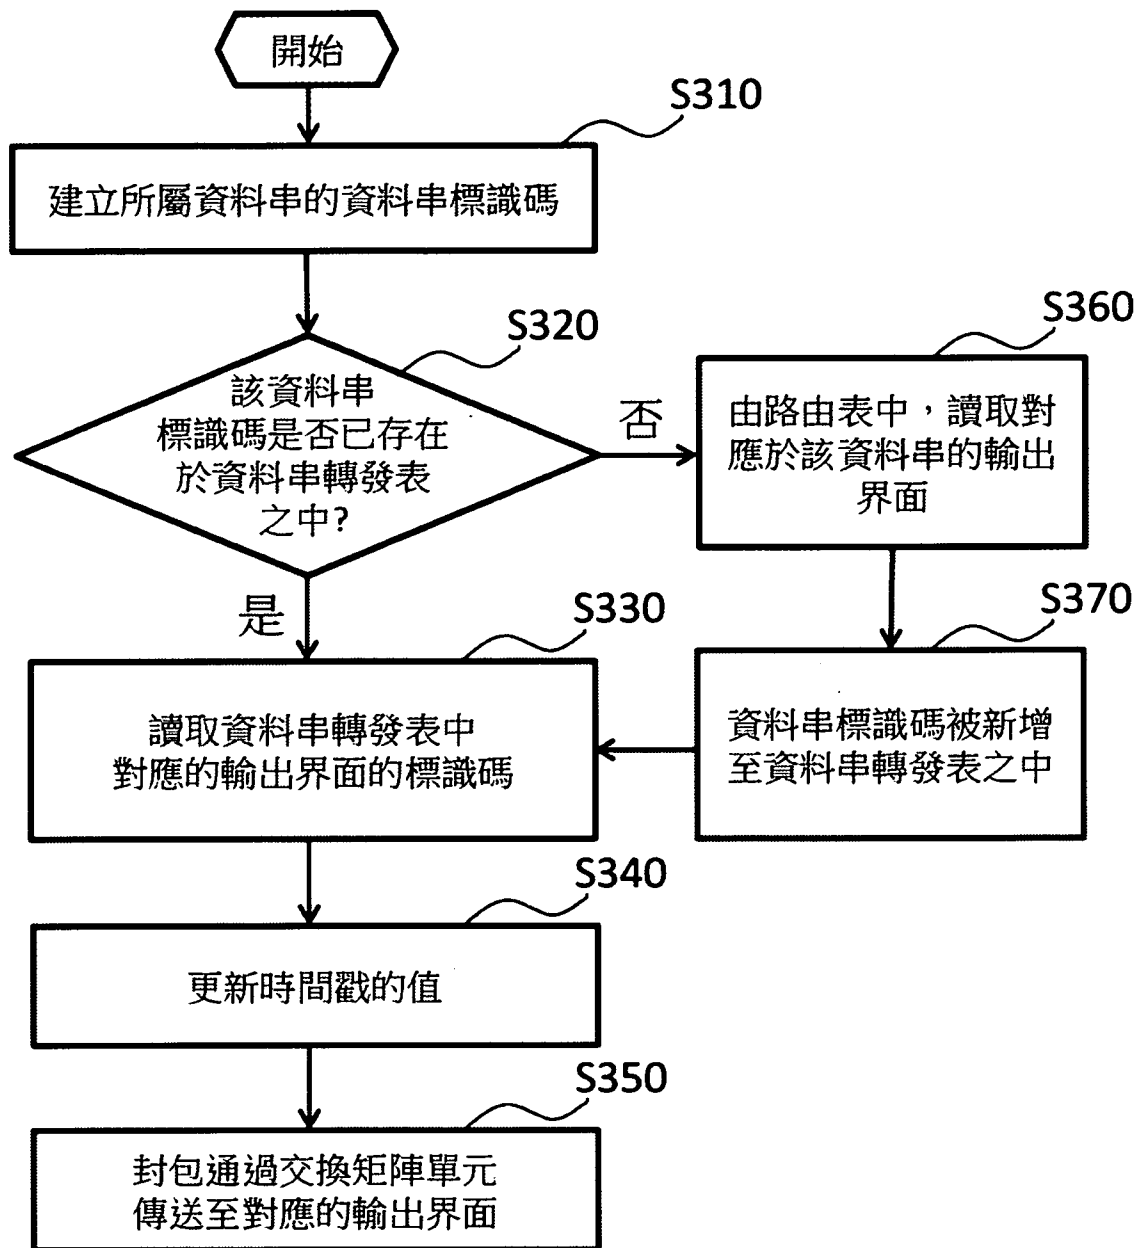 開始
S310
建立所屬資料串的資料串標識碼
S320
該資料串
標識碼是否已存在
於資料串轉發表
之中?
否
S360
由路由表中，讀取對
應於該資料串的輸出
界面
是
S330
讀取資料串轉發表中
對應的輸出界面的標識碼
S370
資料串標識碼被新增
至資料串轉發表之中
S340
更新時間戳的值
S350
封包通過交換矩陣單元
傳送至對應的輸出界面